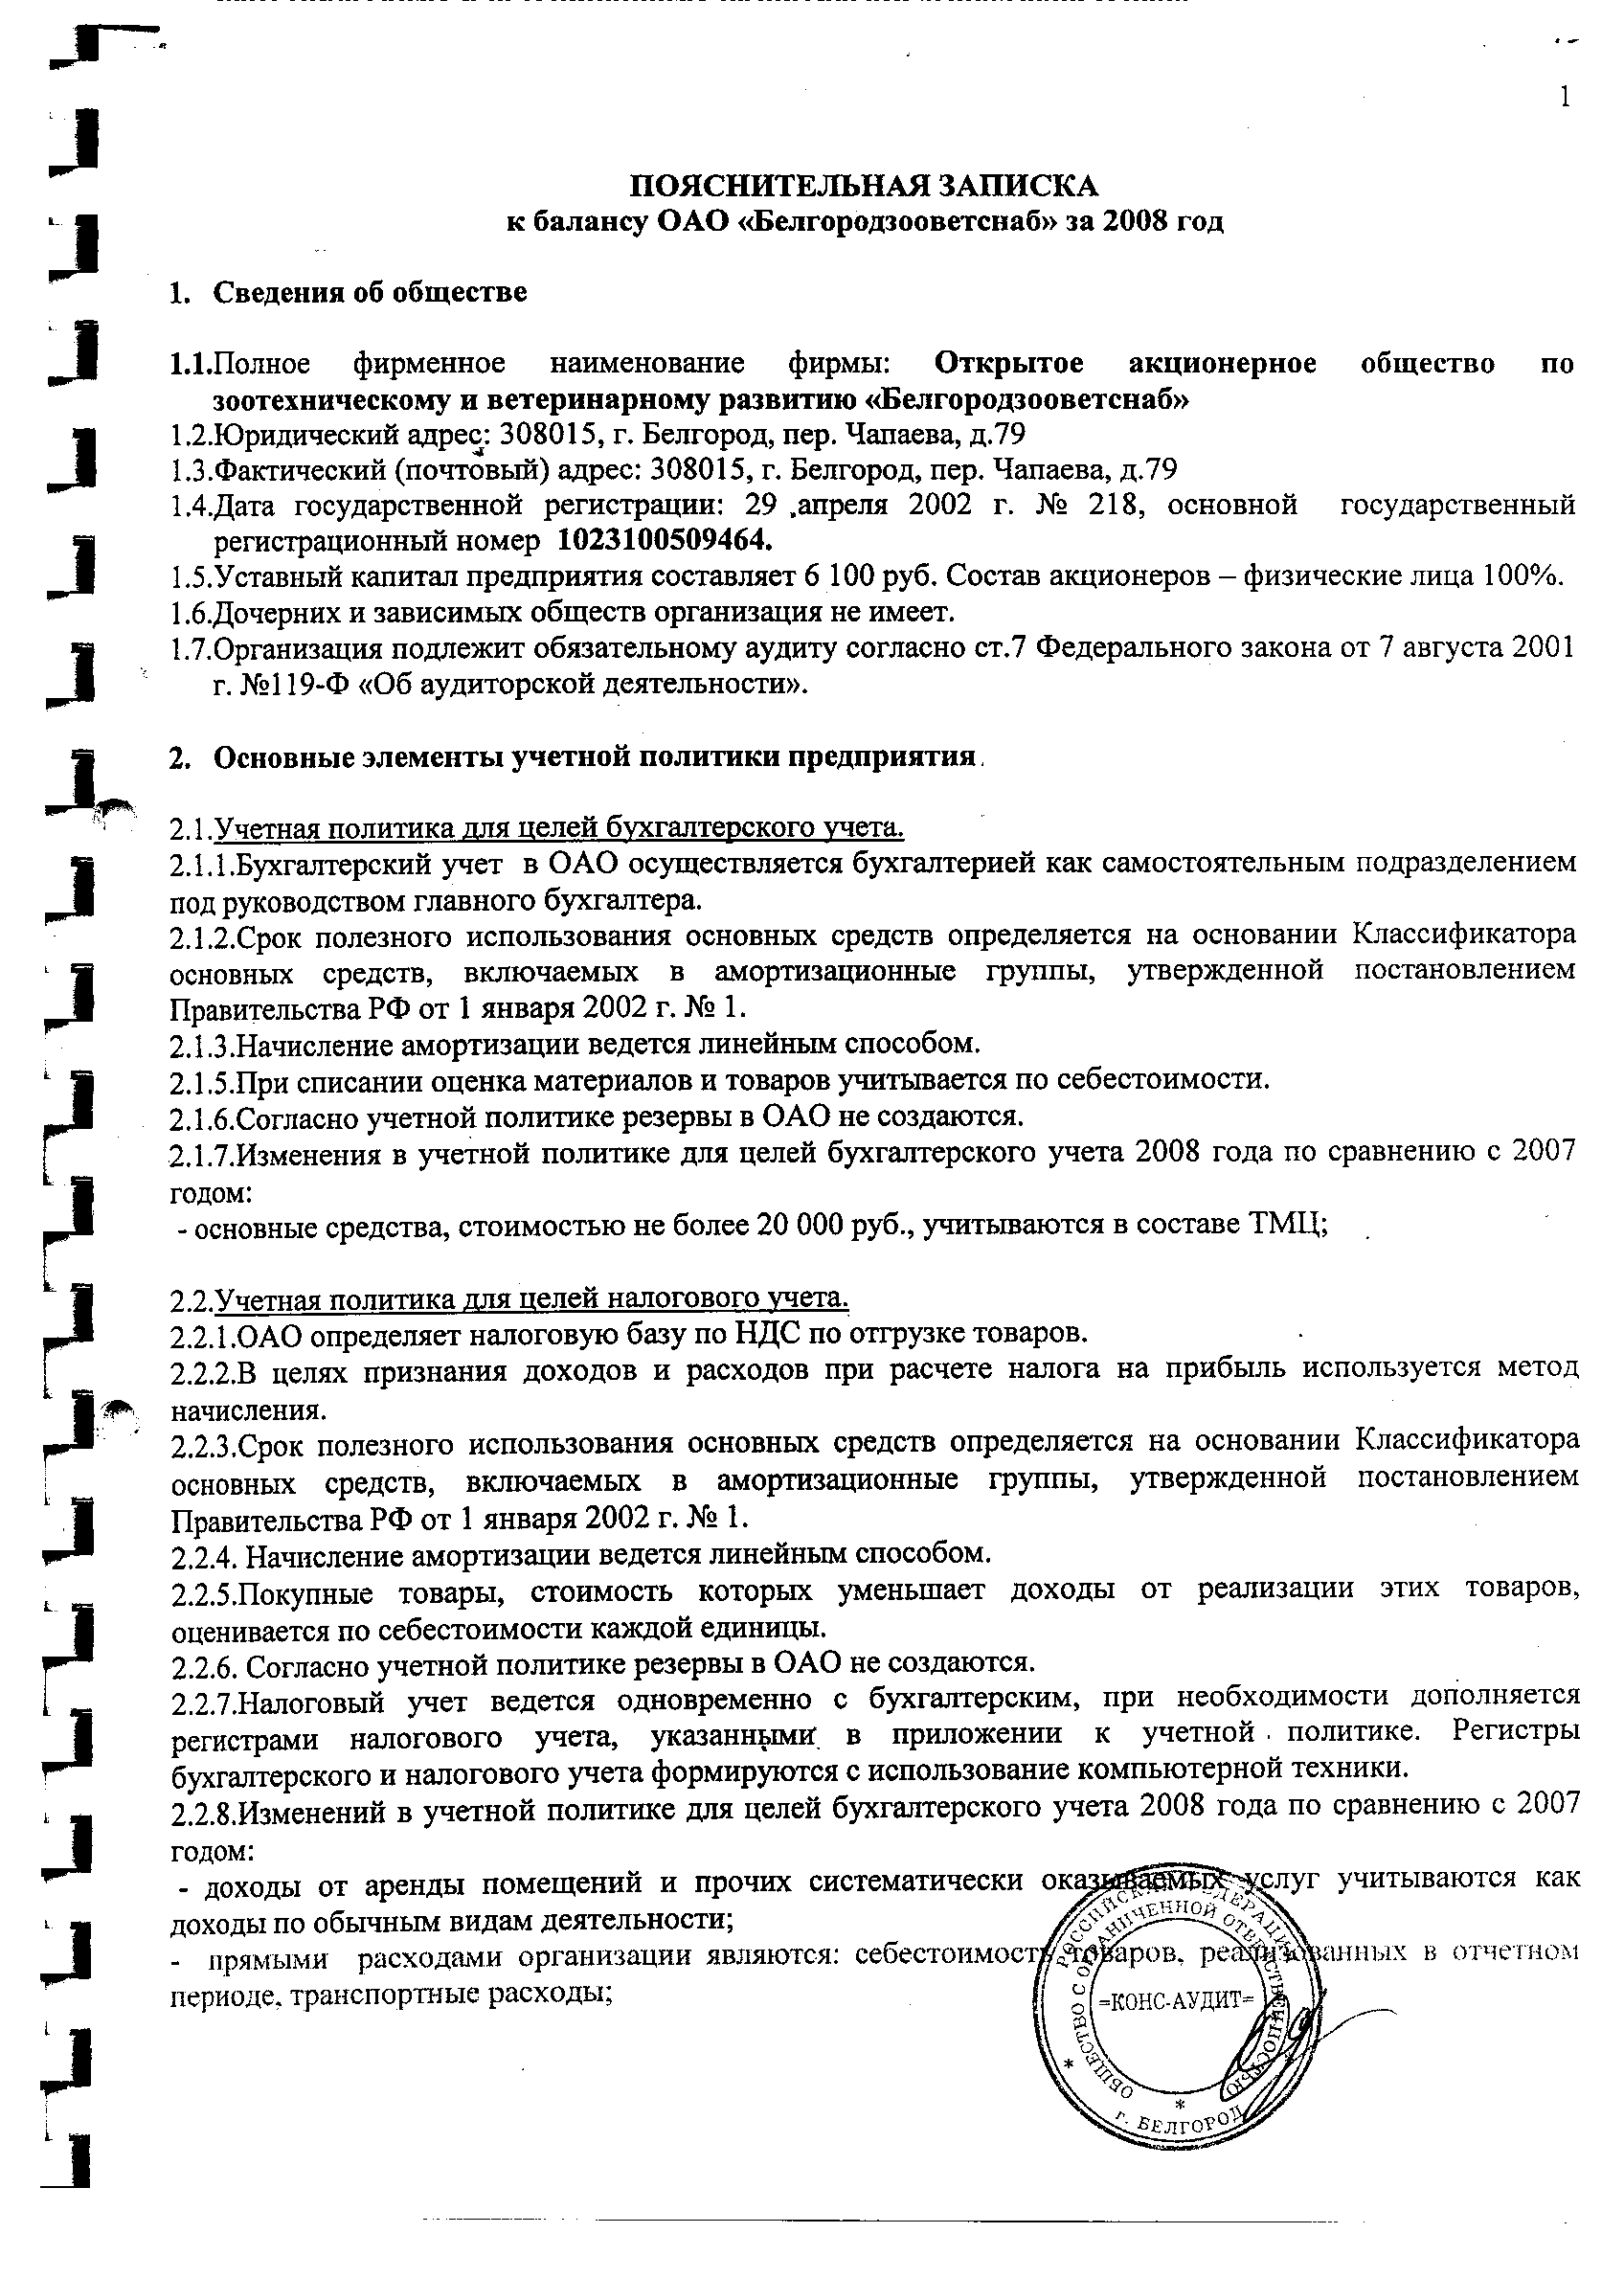 1
ПОЯСНИТЕЛЬНАЯ ЗАПИСКА
к балансу ОАО «Белгородзооветснаб» за 2008 год
1. Сведения об обществе
1.1.Полное фирменное наименование фирмы: Открытое акционерное общество по
зоотехническому и ветеринарному развитию «Белгородзооветснаб»
1.2.Юридический адрес: 308015, г. Белгород, пер. Чапаева, д.79
1.3.Фактический (почтовый) адрес: 308015, г. Белгород, пер. Чапаева, д.79
1.4.Дата государственной регистрации: 29 апреля 2002 г. № 218, основной государственный
регистрационный номер 1023100509464.
1.5.Уставный капитал предприятия составляет 6 100 руб. Состав акционеров – физические лица 100%.
1.6.Дочерних и зависимых обществ организация не имеет.
1.7.Организация подлежит обязательному аудиту согласно ст.7 Федерального закона от 7 августа 2001
г. №119-Ф «Об аудиторской деятельности».
2. Основные элементы учетной политики предприятия.
2.1.Учетная политика для целей бухгалтерского учета.
2.1.1.Бухгалтерский учет в ОАО осуществляется бухгалтерией как самостоятельным подразделением
под руководством главного бухгалтера.
2.1.2.Срок полезного использования основных средств определяется на основании Классификатора
основных средств, включаемых в амортизационные группы, утвержденной постановлением
Правительства РФ от 1 января 2002 г. № 1.
2.1.3.Начисление амортизации ведется линейным способом.
2.1.5.При списании оценка материалов и товаров учитывается по себестоимости.
2.1.6.Согласно учетной политике резервы в ОАО не создаются.
2.1.7.Изменения в учетной политике для целей бухгалтерского учета 2008 года по сравнению с 2007
годом:
- основные средства, стоимостью не более 20 000 руб., учитываются в составе ТМЦ;
2.2.Учетная политика для целей налогового учета.
2.2.1.ОАО определяет налоговую базу по НДС по отгрузке товаров.
2.2.2.В целях признания доходов и расходов при расчете налога на прибыль используется метод
начисления.
2.2.3.Срок полезного использования основных средств определяется на основании Классификатора
основных средств, включаемых в амортизационные группы, утвержденной постановлением
Правительства РФ от 1 января 2002 г. № 1.
2.2.4. Начисление амортизации ведется линейным способом.
2.2.5.Покупные товары, стоимость которых уменьшает доходы от реализации этих товаров,
оценивается по себестоимости каждой единицы.
2.2.6. Согласно учетной политике резервы в ОАО не создаются.
2.2.7.Налоговый учет ведется одновременно с бухгалтерским, при необходимости дополняется
регистрами налогового учета, указанными в приложении к учетной политике. Регистры
бухгалтерского и налогового учета формируются с использование компьютерной техники.
2.2.8.Изменений в учетной политике для целей бухгалтерского учета 2008 года по сравнению с 2007
годом:
- доходы от аренды помещений и прочих систематически оказываемых услуг учитываются как
доходы по обычным видам деятельности;
- прямыми расходами организации являются: себестоимость товаров, реализованных в отчетном
периоде, транспортные расходы;
РОССИЙСКАЯ ФЕДЕРАЦИЯ
ОБЩЕСТВО С ОГРАНИЧЕННОЙ ОТВЕТСТВЕННОСТЬЮ
=КОНС-АУДИТ=
г. БЕЛГОРОД